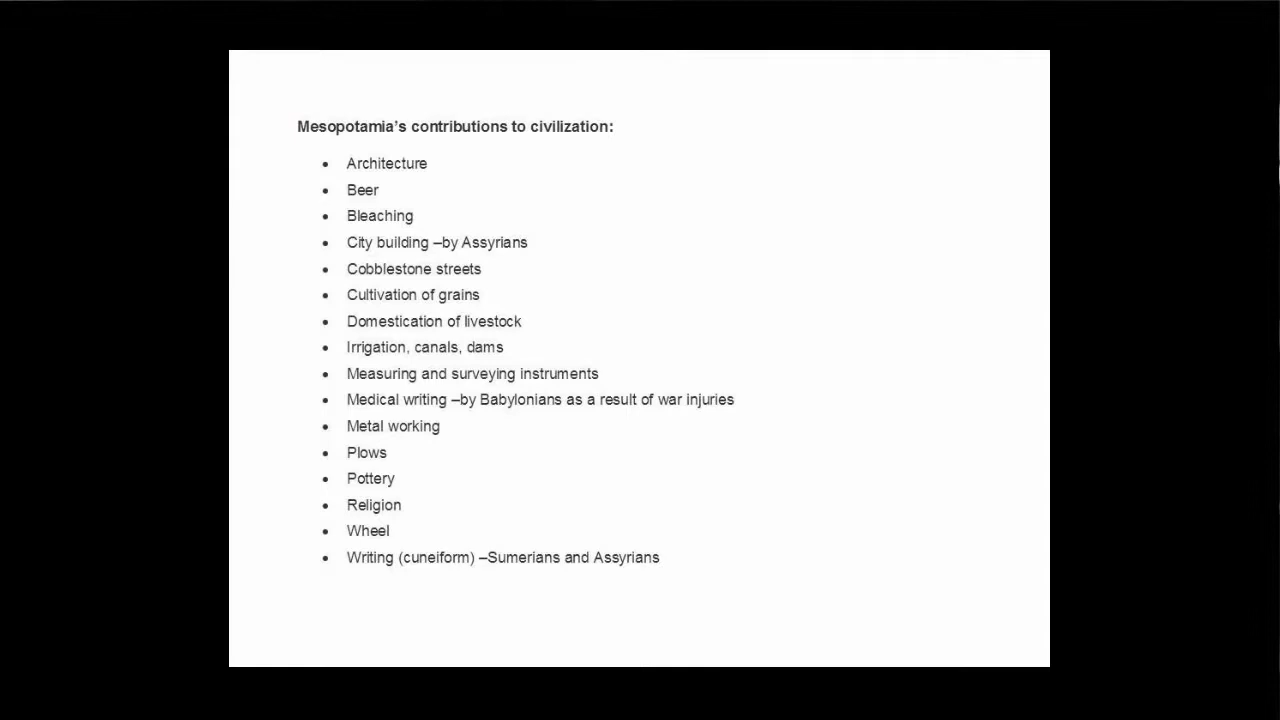 Mesopotamia’s contributions to civilization:
• Architecture
• Beer
• Bleaching
• City building –by Assyrians
• Cobblestone streets
• Cultivation of grains
• Domestication of livestock
• Irrigation, canals, dams
• Measuring and surveying instruments
• Medical writing –by Babylonians as a result of war injuries
• Metal working
• Plows
• Pottery
• Religion
• Wheel
• Writing (cuneiform) –Sumerians and Assyrians